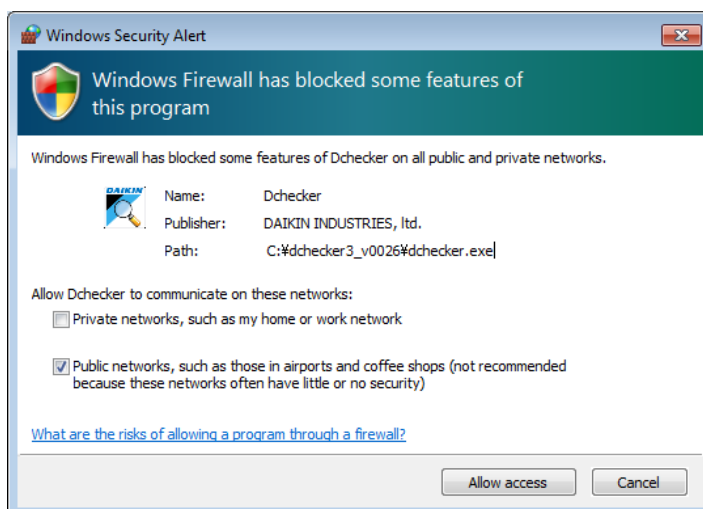 Windows Security Alert
Windows Firewall has blocked some features of
this program
Windows Firewall has blocked some features of Dchecker on all public and private networks.
DAIKIN
Name: Dchecker
Publisher: DAIKIN INDUSTRIES, ltd.
Path: C:¥dchecker3_v0026¥dchecker.exe
Allow Dchecker to communicate on these networks:
Private networks, such as my home or work network
Public networks, such as those in airports and coffee shops (not recommended
because these networks often have little or no security)
What are the risks of allowing a program through a firewall?
Allow access Cancel